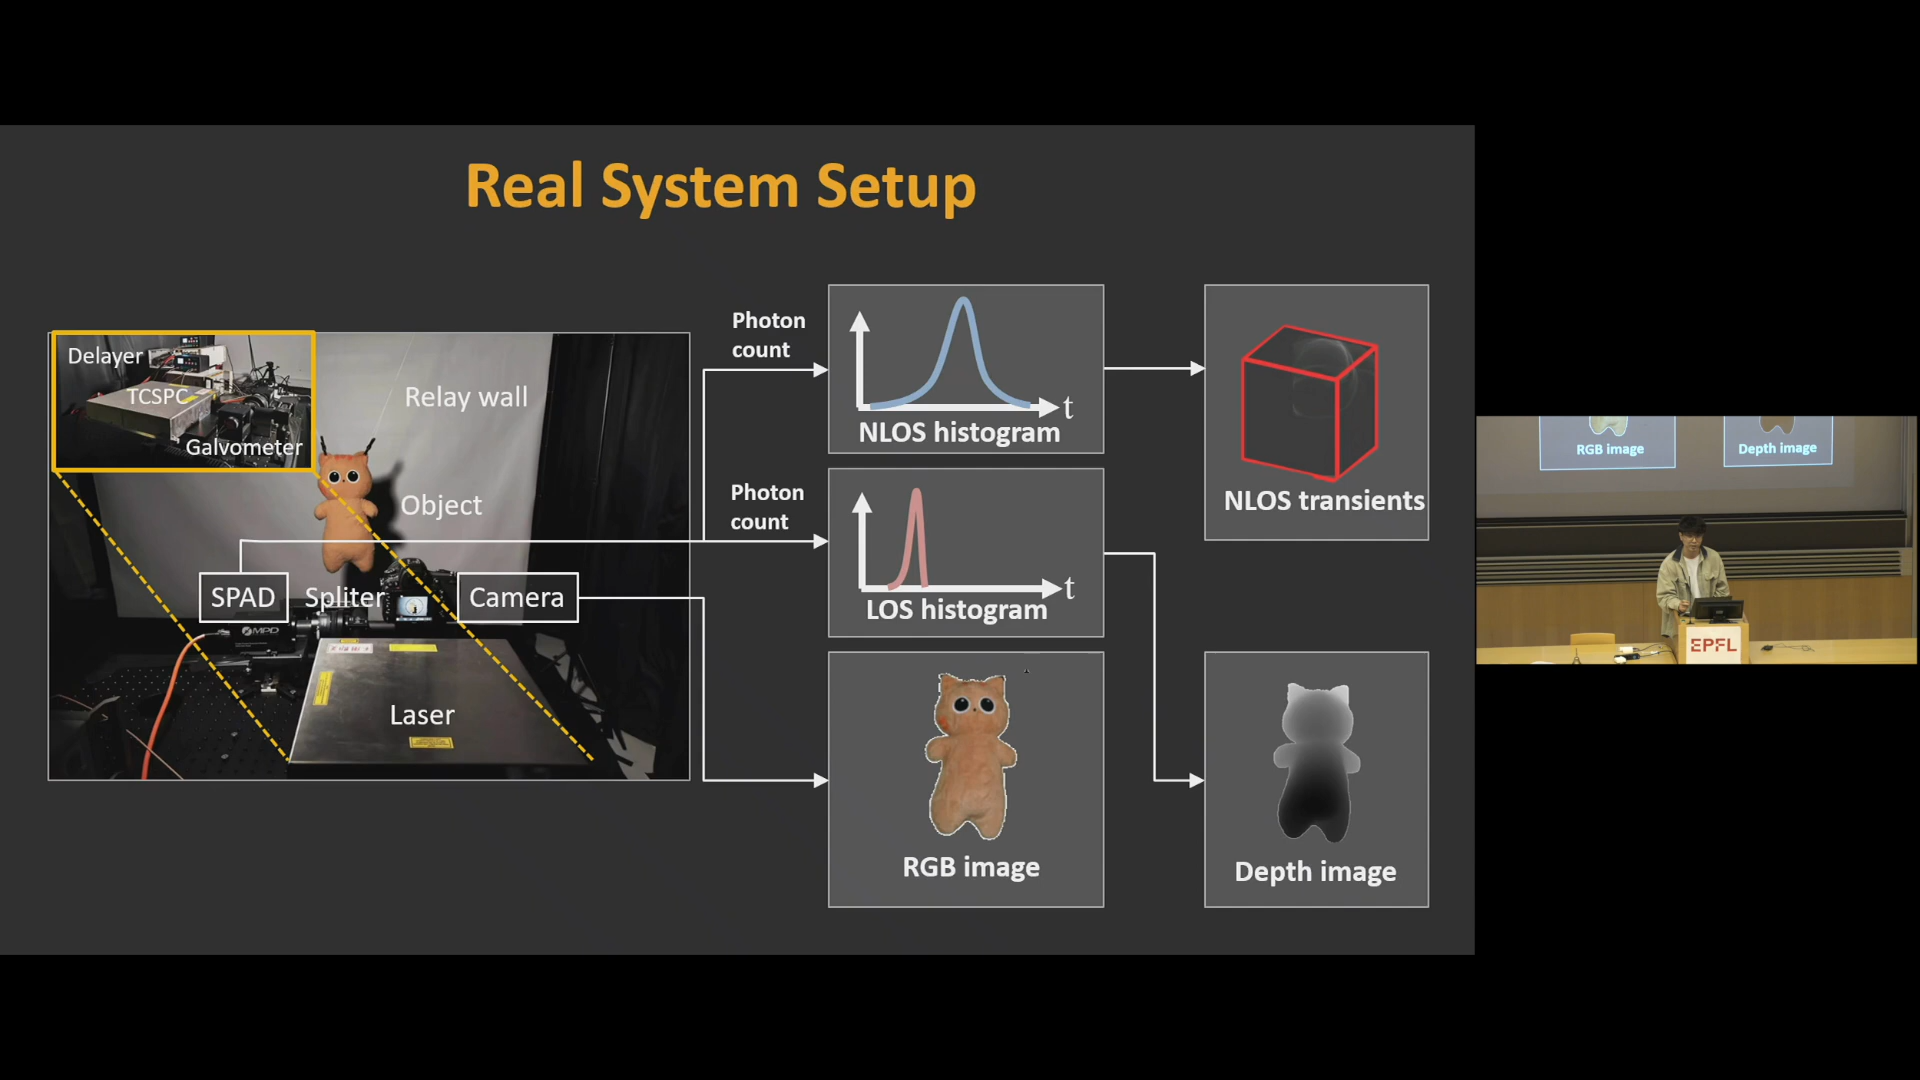 Real System Setup
Delayer
TCSPC
Galvometer
Relay wall
Object
SPAD
Spliter
Camera
MPD
Laser
Photon
count
t
NLOS histogram
Photon
count
t
LOS histogram
RGB image
NLOS transients
Depth image
RGB image
Depth image
EPFL